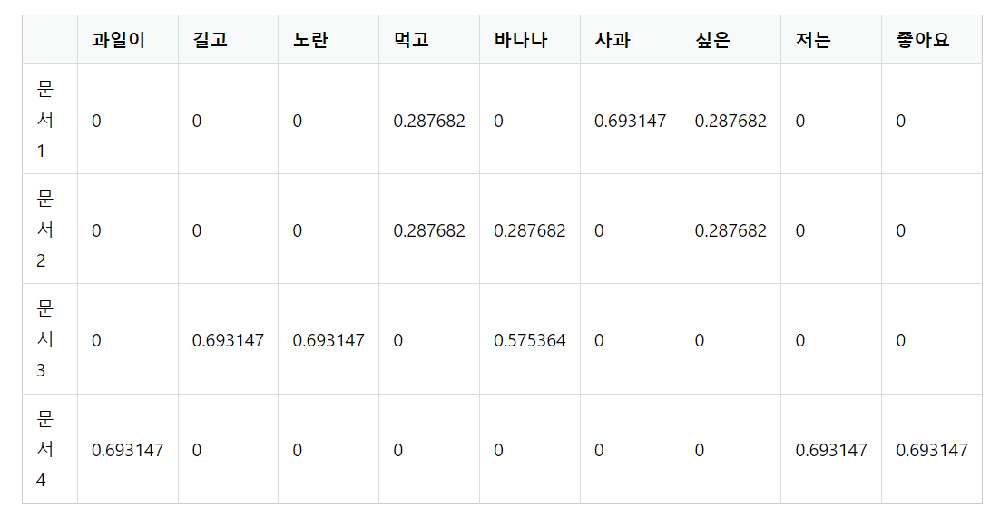 과일이 길고 노란 먹고 바나나 사과 싶은 저는 좋아요
문서1 0 0 0 0.287682 0 0.693147 0.287682 0 0
문서2 0 0 0 0.287682 0.287682 0 0.287682 0 0
문서3 0 0.693147 0.693147 0 0.575364 0 0 0 0
문서4 0.693147 0 0 0 0 0 0 0.693147 0.693147